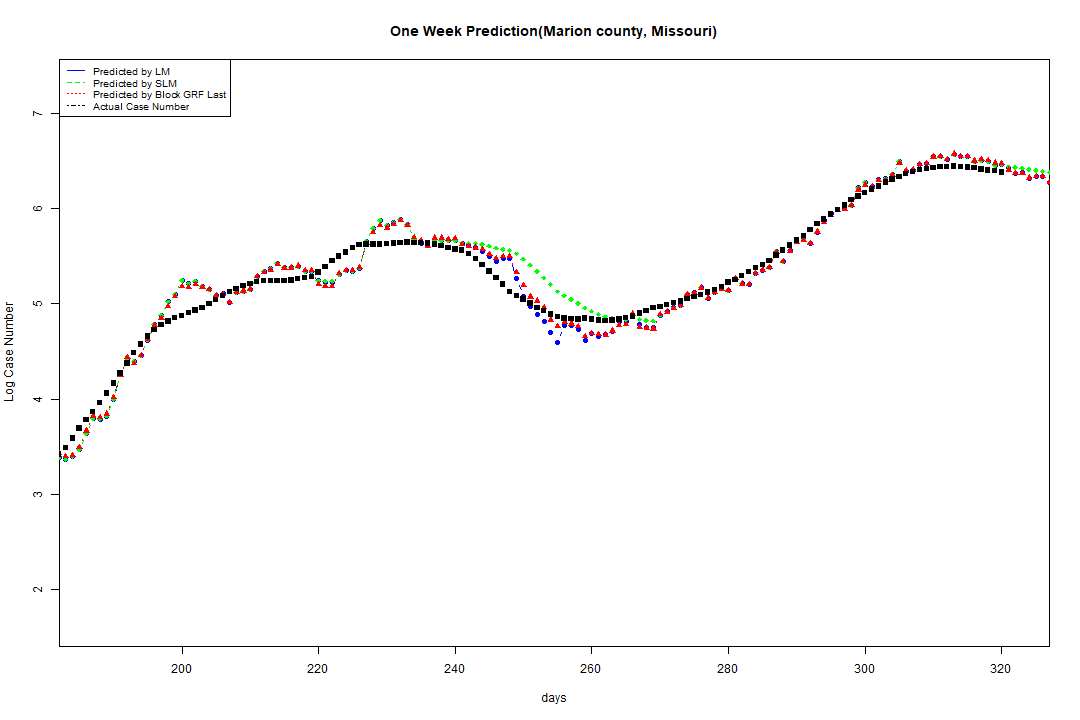 One Week Prediction(Marion county, Missouri)
Predicted by LM
Predicted by SLM
Predicted by Block GRF Last
Actual Case Number
7
6
5
4
3
2
Log Case Number
200 220 240 260 280 300 320
days